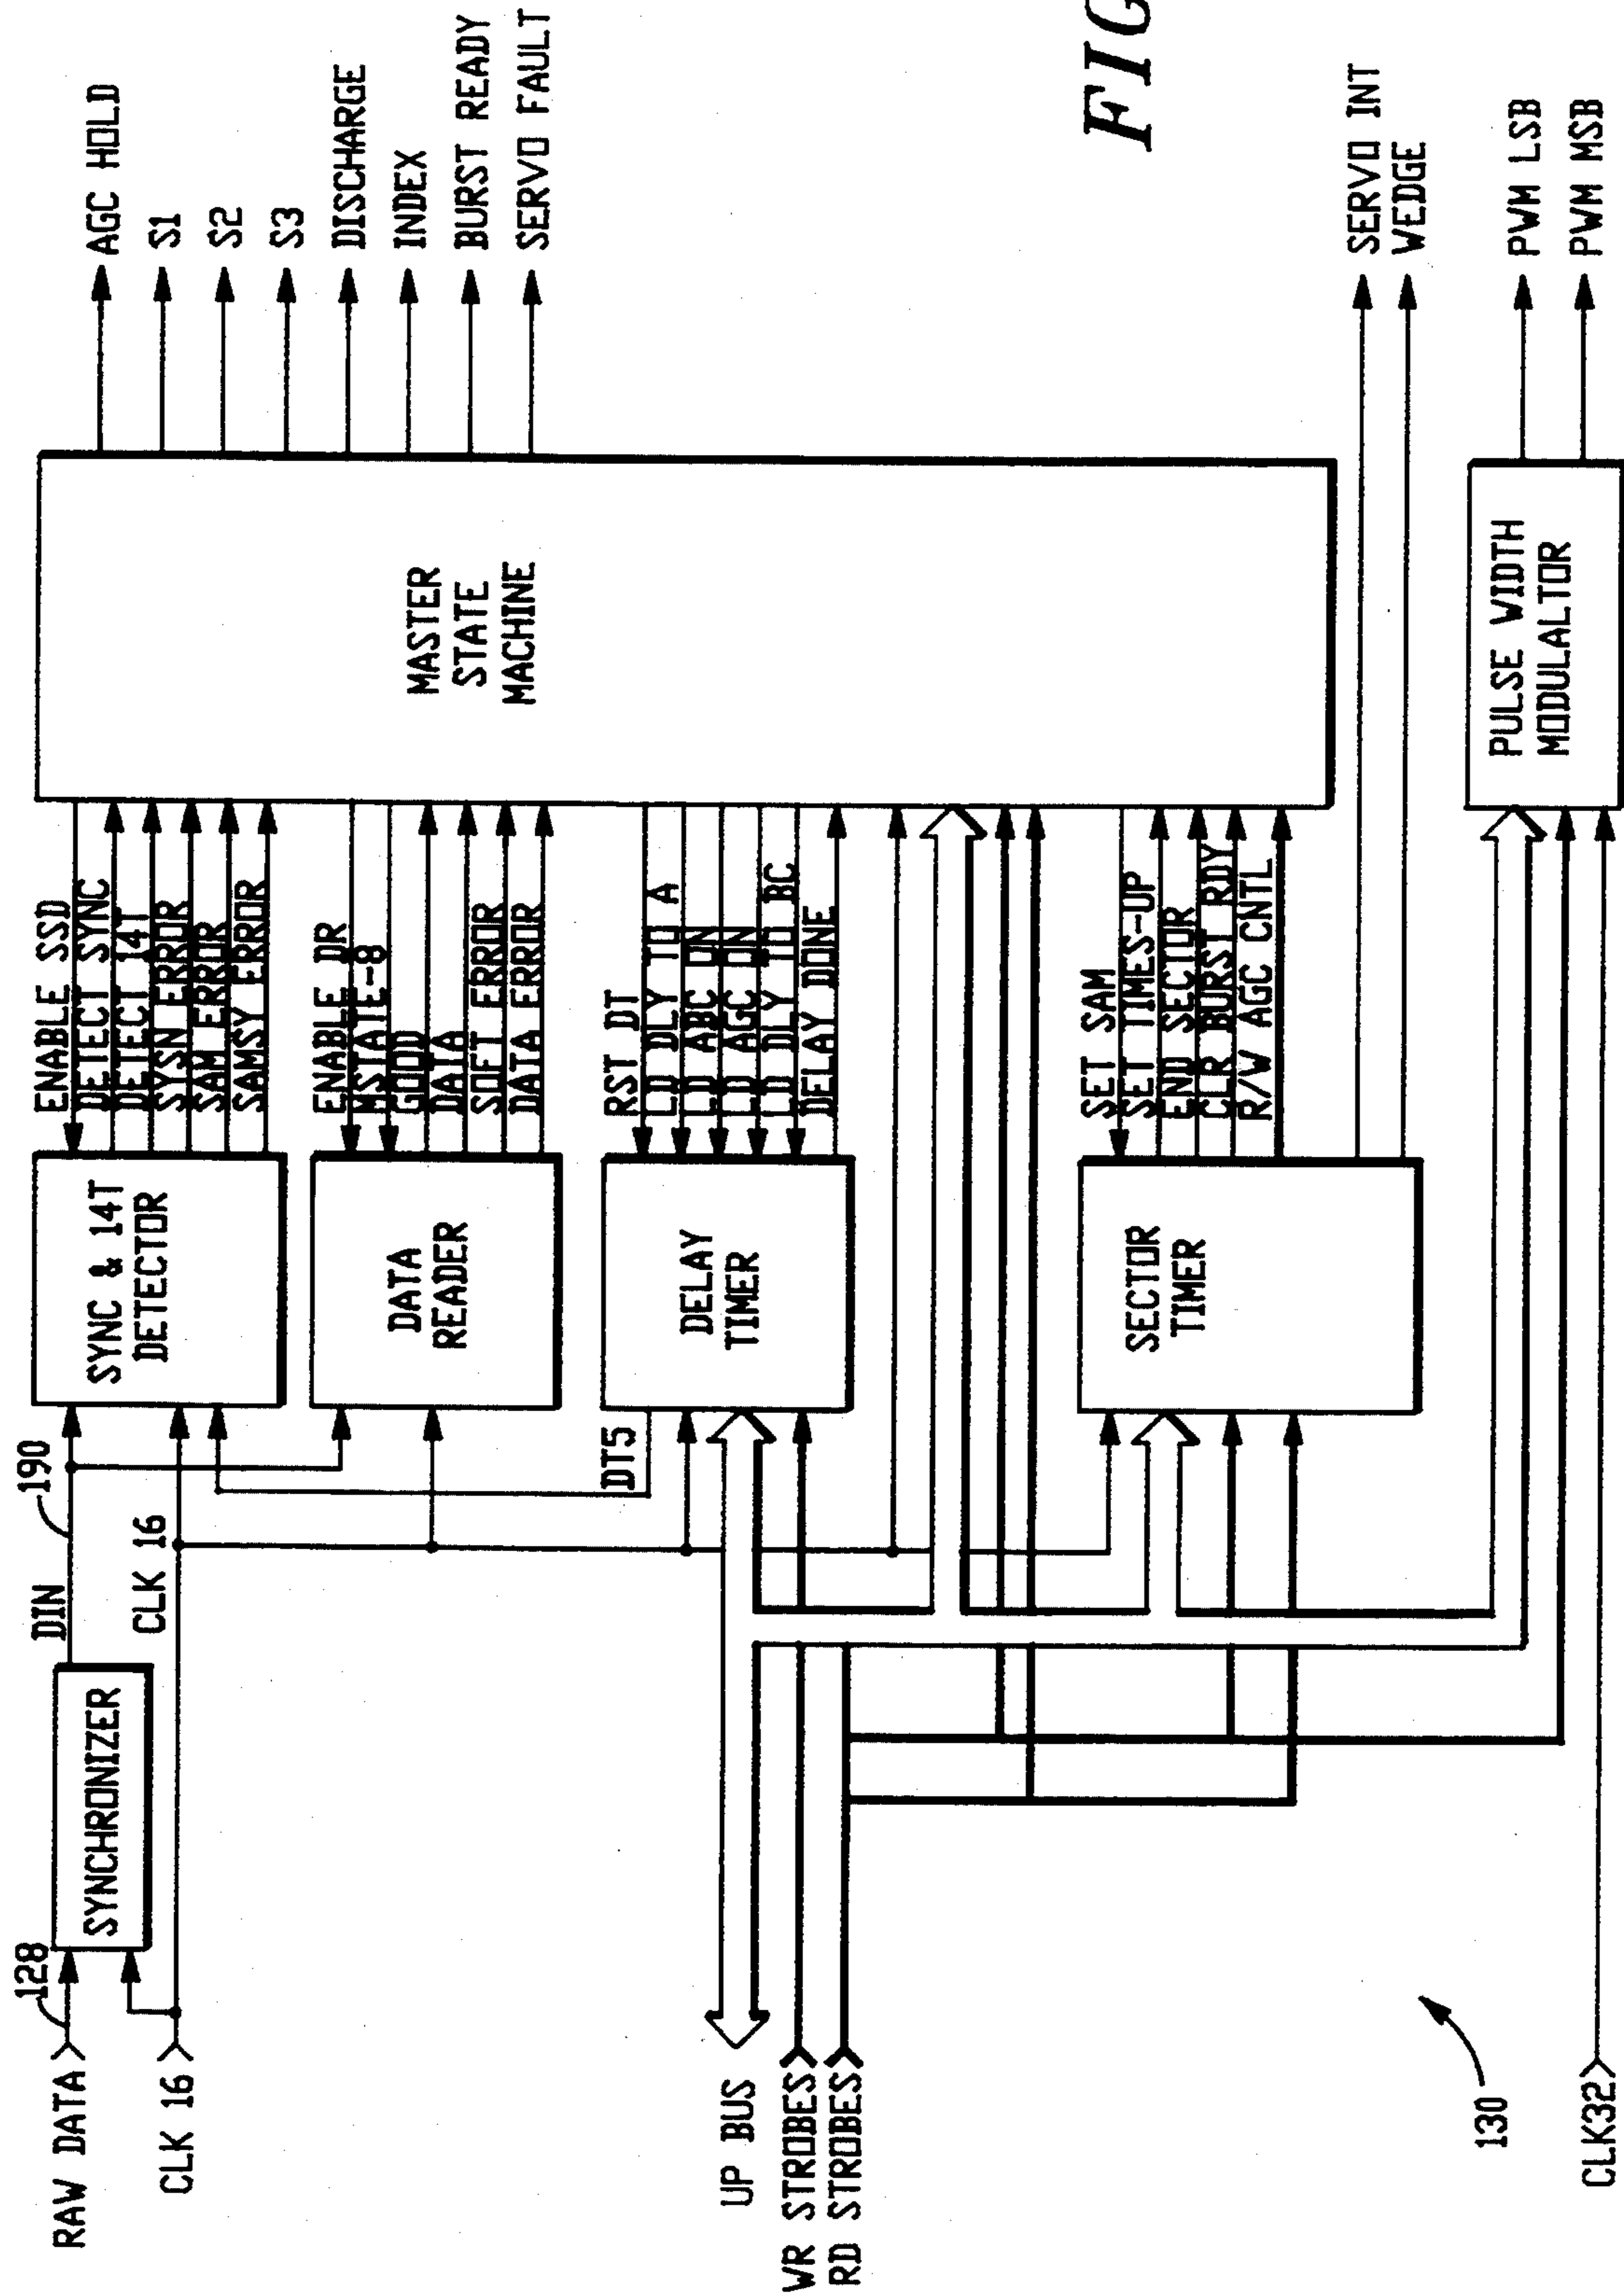 RAW DATA
128
SYNCHRONIZER
CLK 16
DIN
190
CLK 16
SYNC & 14T
DETECTOR
ENABLE SSD
DETECT SYNC
DETECT 14T
SYSN ERROR
SAM ERROR
SAMSY ERROR
DATA
READER
ENABLE DR
MSTATE-8
GOOD
DATA
SOFT ERROR
DATA ERROR
DT5
DELAY
TIMER
RST DT
LD DLY TO A
LD ABC ON
LD AGC ON
LD DLY TO BC
DELAY DONE
UP BUS
WR STROBES
RD STROBES
SECTOR
TIMER
SET SAM
SET TIMES-UP
END SECTOR
CLR BURST RDY
R/W AGC CNTL
MASTER
STATE
MACHINE
AGC HOLD
S1
S2
S3
DISCHARGE
INDEX
BURST READY
SERVO FAULT
SERVO INT
WEDGE
PULSE WIDTH
MODULALTOR
PWM LSB
PWM MSB
CLK32
130
FIG